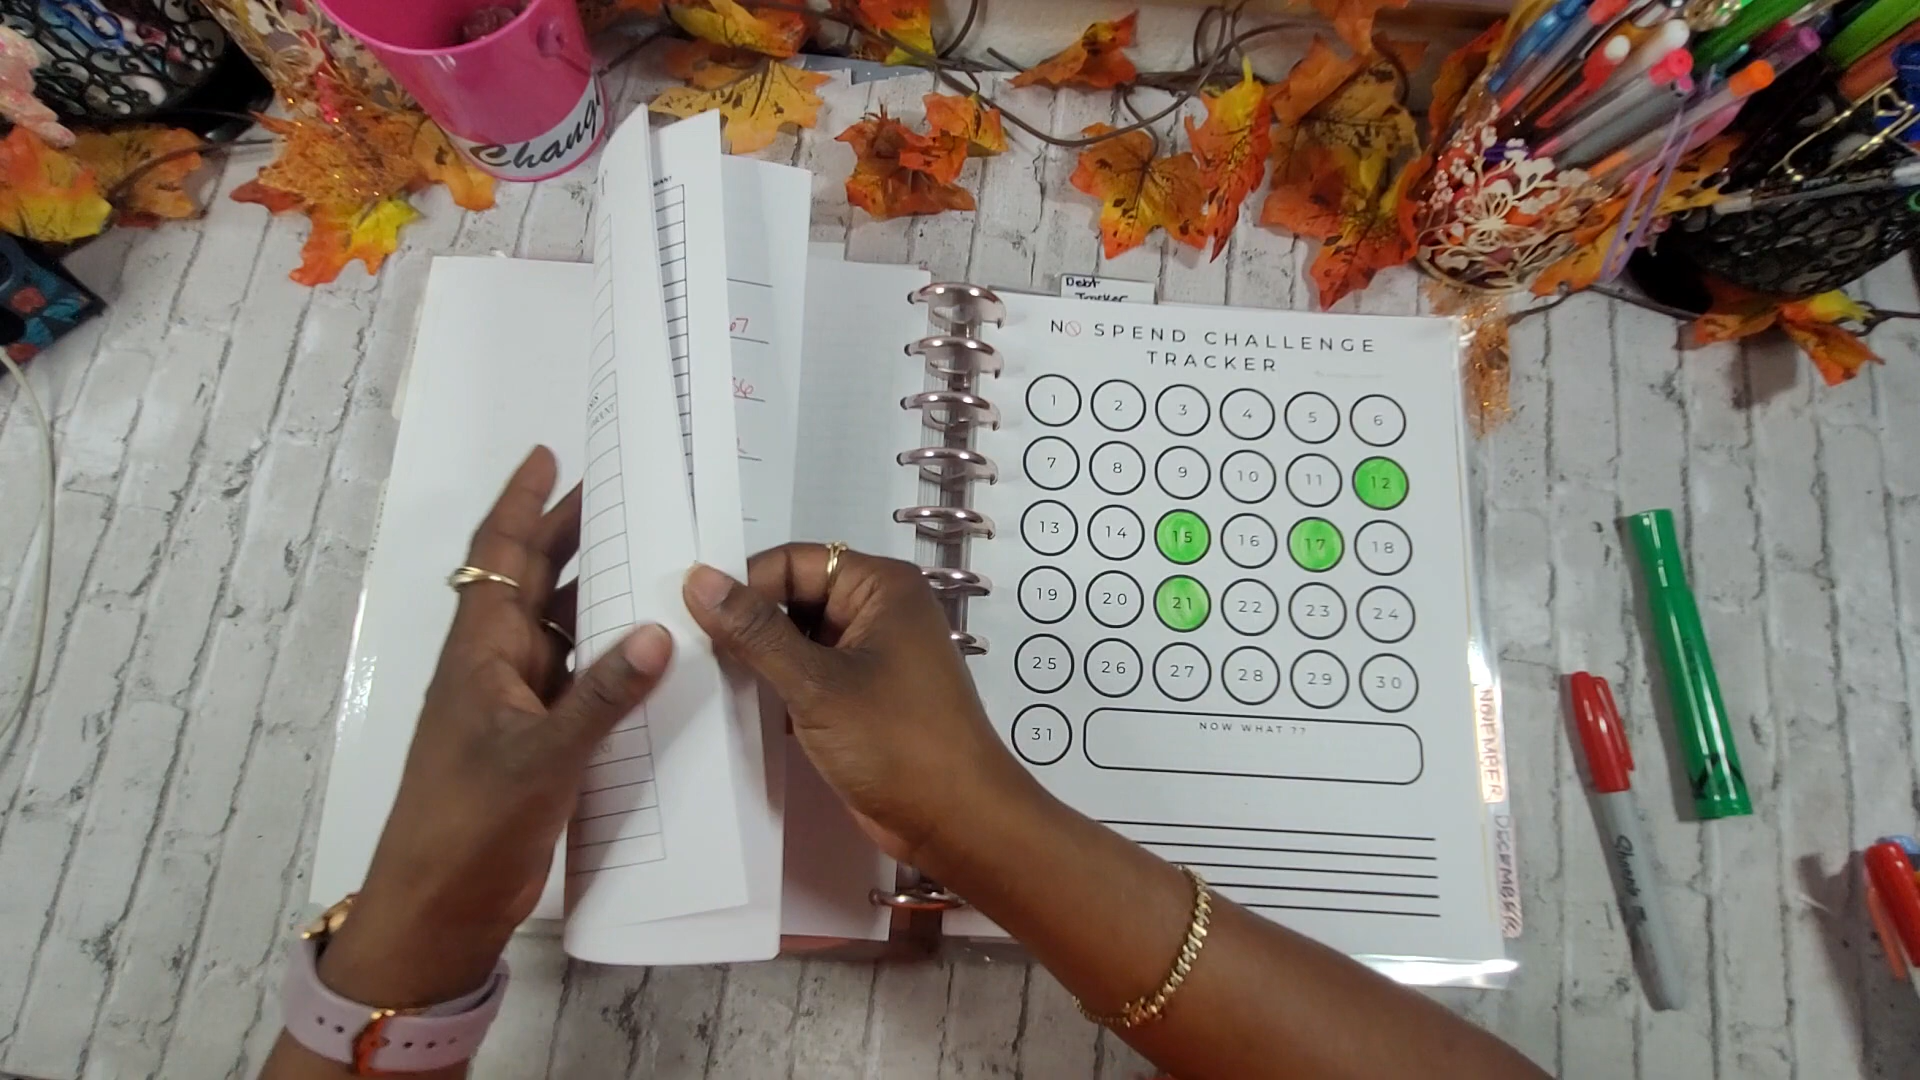 Change
Debt
Tracker
NO SPEND CHALLENGE
TRACKER
1 2 3 4 5 6
7 8 9 10 11 12
13 14 15 16 17 18
19 20 21 22 23 24
25 26 27 28 29 30
31
NOW WHAT ??
NOVEMBER
DECEMBER
Sharpie